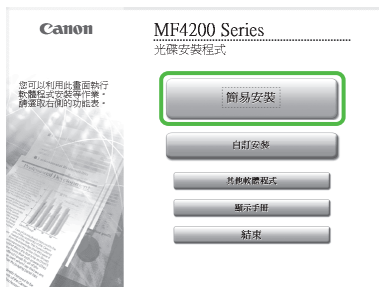 Canon
MF4200 Series
光碟安裝程式
您可以利用此畫面執行
軟體程式安裝等作業。
請選取右側的功能表。
簡易安裝
自訂安裝
其他軟體程式
顯示手冊
結束